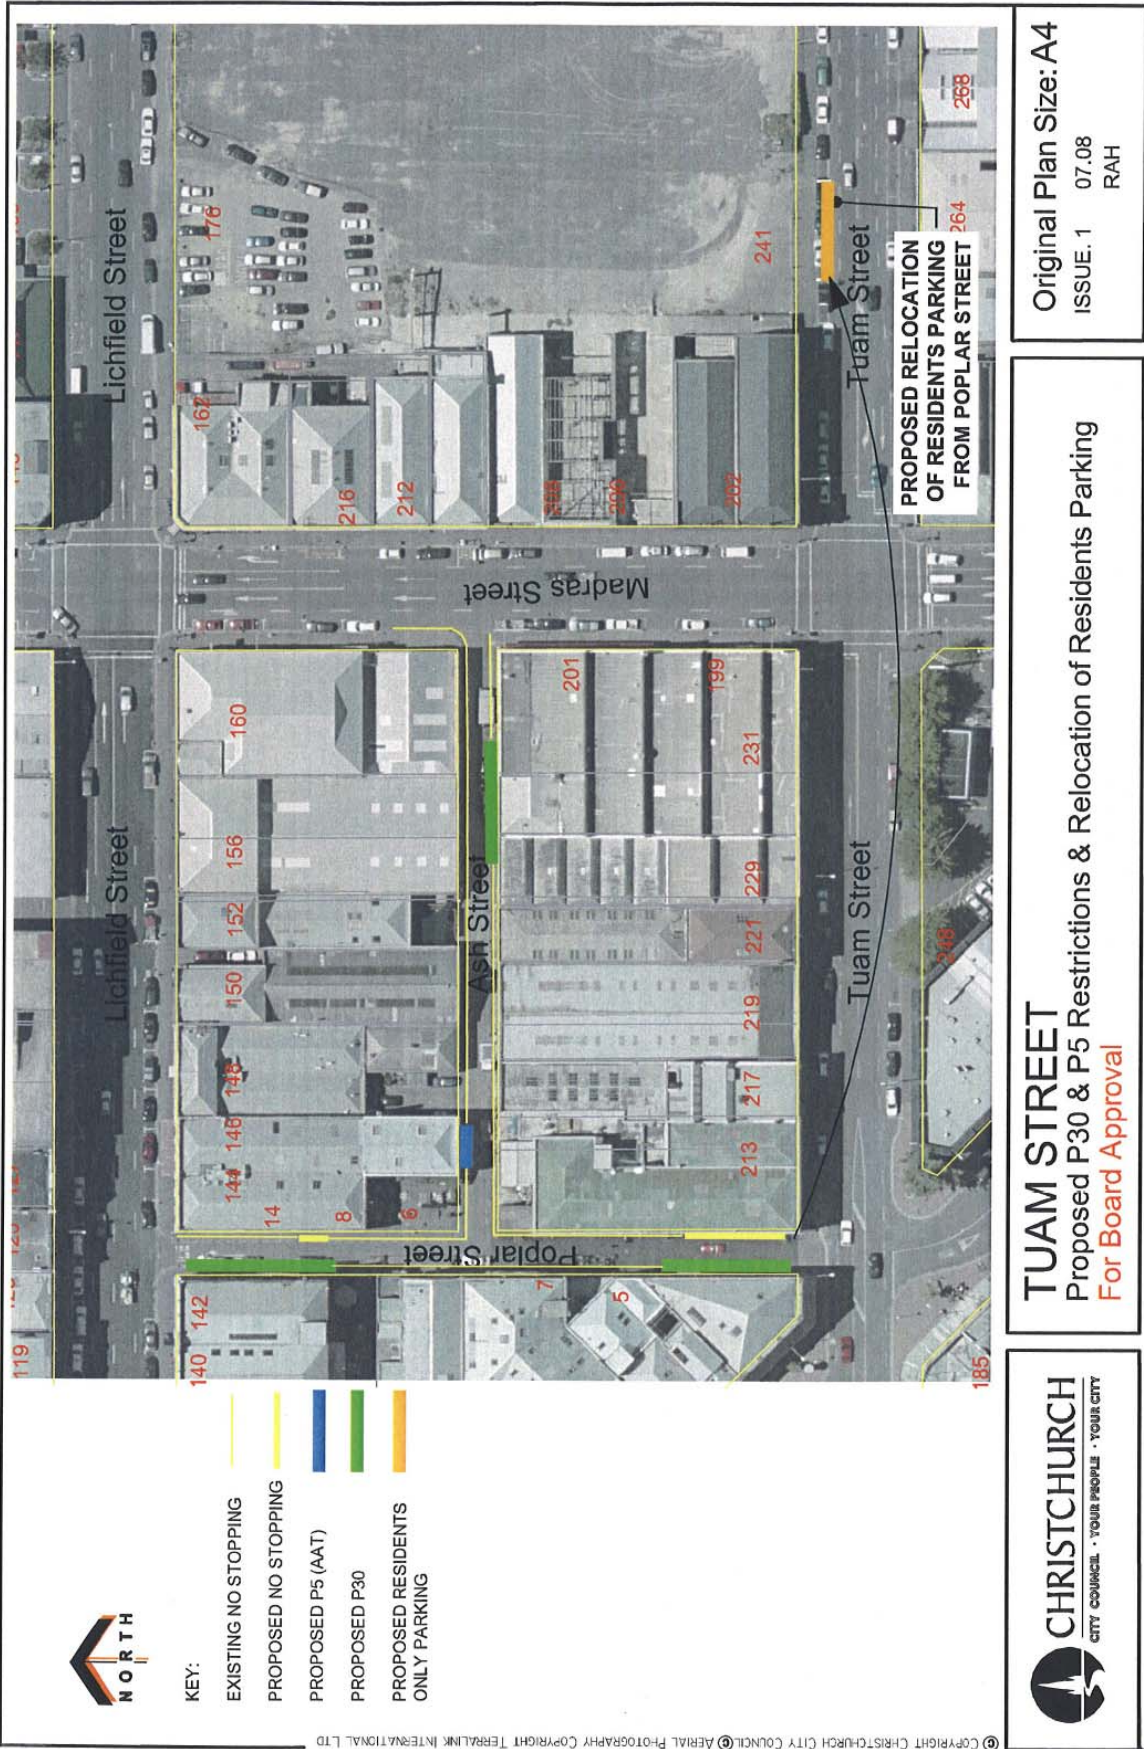 NORTH
KEY:
EXISTING NO STOPPING
PROPOSED NO STOPPING
PROPOSED P5 (AAT)
PROPOSED P30
PROPOSED RESIDENTS
ONLY PARKING
Lichfield Street
Lichfield Street
Madras Street
Ash Street
Poplar Street
Tuam Street
Tuam Street
PROPOSED RELOCATION
OF RESIDENTS PARKING
FROM POPLAR STREET
119
140
142
144
146
148
150
152
156
160
162
176
216
212
202
241
264
268
14
8
6
7
5
213
217
219
221
229
231
201
199
248
185
© COPYRIGHT CHRISTCHURCH CITY COUNCIL © AERIAL PHOTOGRAPHY COPYRIGHT TERRALINK INTERNATIONAL LTD
CHRISTCHURCH
CITY COUNCIL · YOUR PEOPLE · YOUR CITY
TUAM STREET
Proposed P30 & P5 Restrictions & Relocation of Residents Parking
For Board Approval
Original Plan Size: A4
ISSUE. 1 07.08
RAH